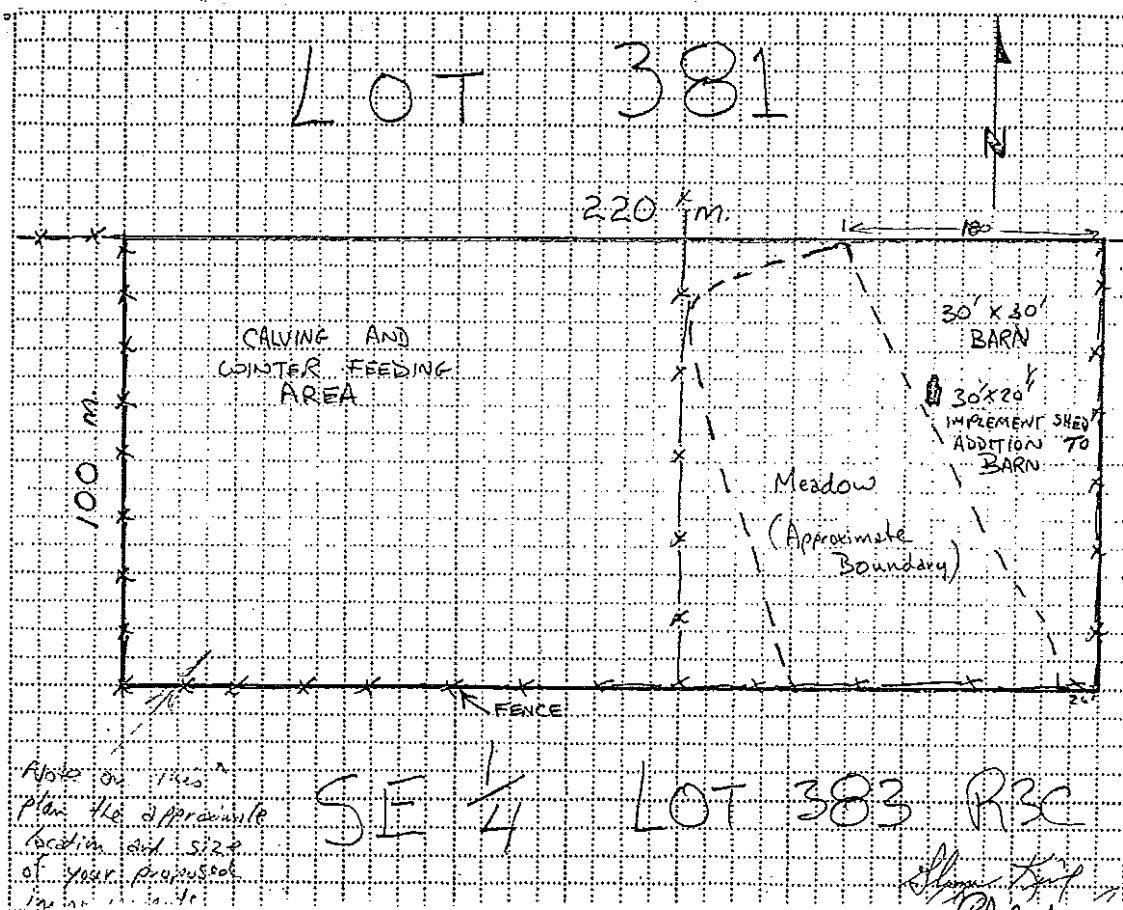 LOT 381
N
220 m.
180'
30' x 30'
BARN
CALVING AND
WINTER FEEDING
AREA
30' x 20'
IMPLEMENT SHED
ADDITION TO
BARN
100 m.
Meadow
(Approximate
Boundary)
FENCE
SE 1/4 LOT 383 R3C
Note on this
plan the approximate
location and size
of your proposed